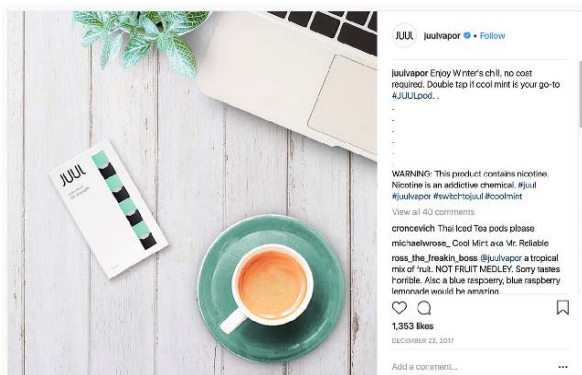 JUUL
JUUL
juulvapor • Follow
juulvapor Enjoy Winter's chill, no coat
required. Double tap if cool mint is your go-to
#JUULpod. .
.
.
.
.
.
WARNING: This product contains nicotine.
Nicotine is an addictive chemical. #juul
#juulvapor #switchtojuul #coolmint
View all 40 comments
croncevich Thai Iced Tea pods please
michaelwrose_ Cool Mint aka Mr. Reliable
ross_the_freakin_boss @juulvapor a tropical
mix of fruit. NOT FRUIT MEDLEY. Sorry tastes
horrible. Also a blue raspberry, blue raspberry
lemonade would be amazing.
1,353 likes
DECEMBER 22, 2017
Add a comment...